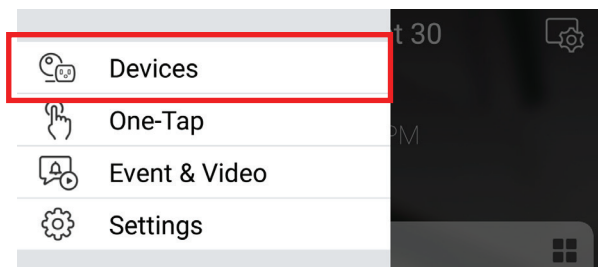 t 30
Devices
One-Tap
PM
Event & Video
Settings